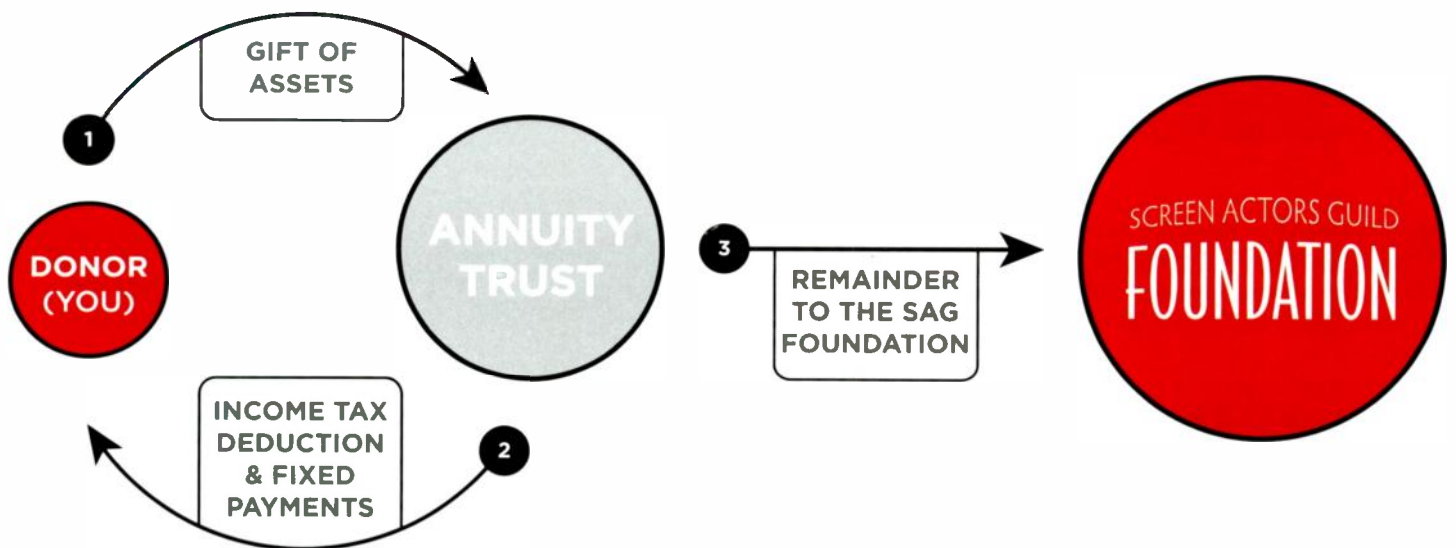 1
GIFT OF
ASSETS
DONOR
(YOU)
ANNUITY
TRUST
2
INCOME TAX
DEDUCTION
& FIXED
PAYMENTS
3
REMAINDER
TO THE SAG
FOUNDATION
SCREEN ACTORS GUILD
FOUNDATION